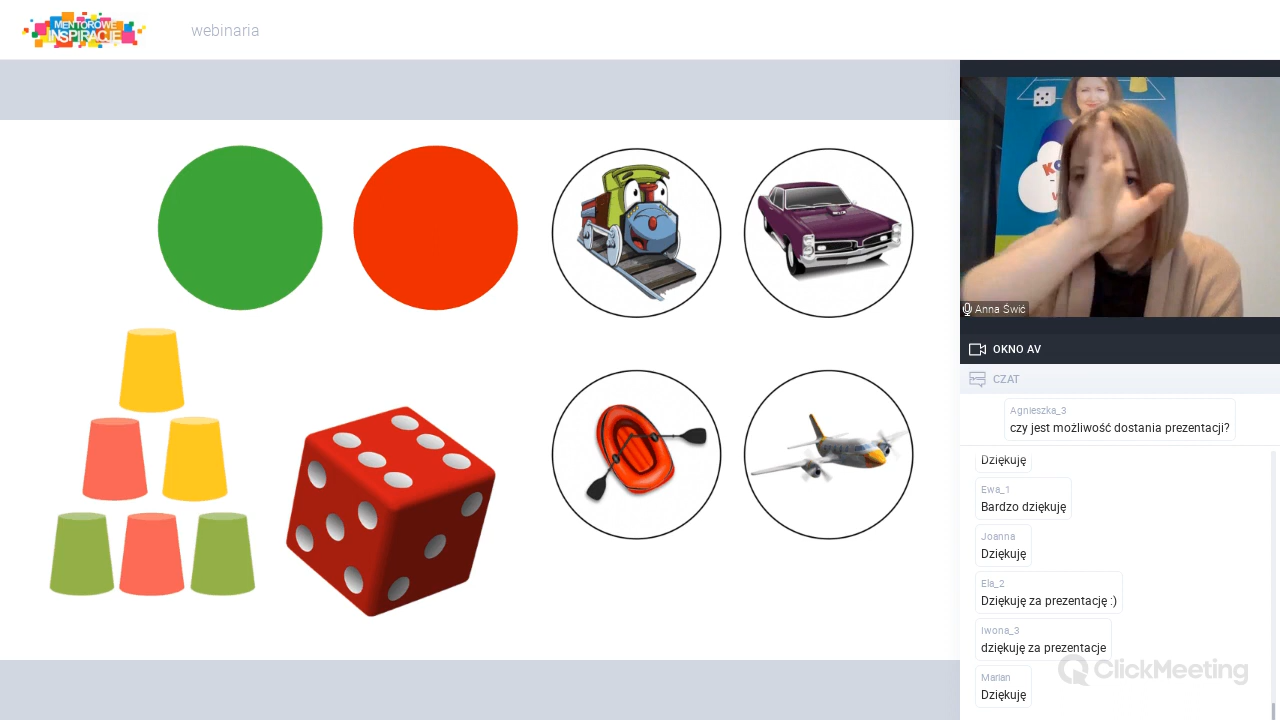 MENTOROWE
INSPIRACJE
webinaria
Anna Świć
OKNO AV
CZAT
Agnieszka_3
czy jest możliwość dostania prezentacji?
Dziękuję
Ewa_1
Bardzo dziękuję
Joanna
Dziękuję
Ela_2
Dziękuję za prezentację :)
Iwona_3
dziękuję za prezentacje
ClickMeeting
Marian
Dziękuję